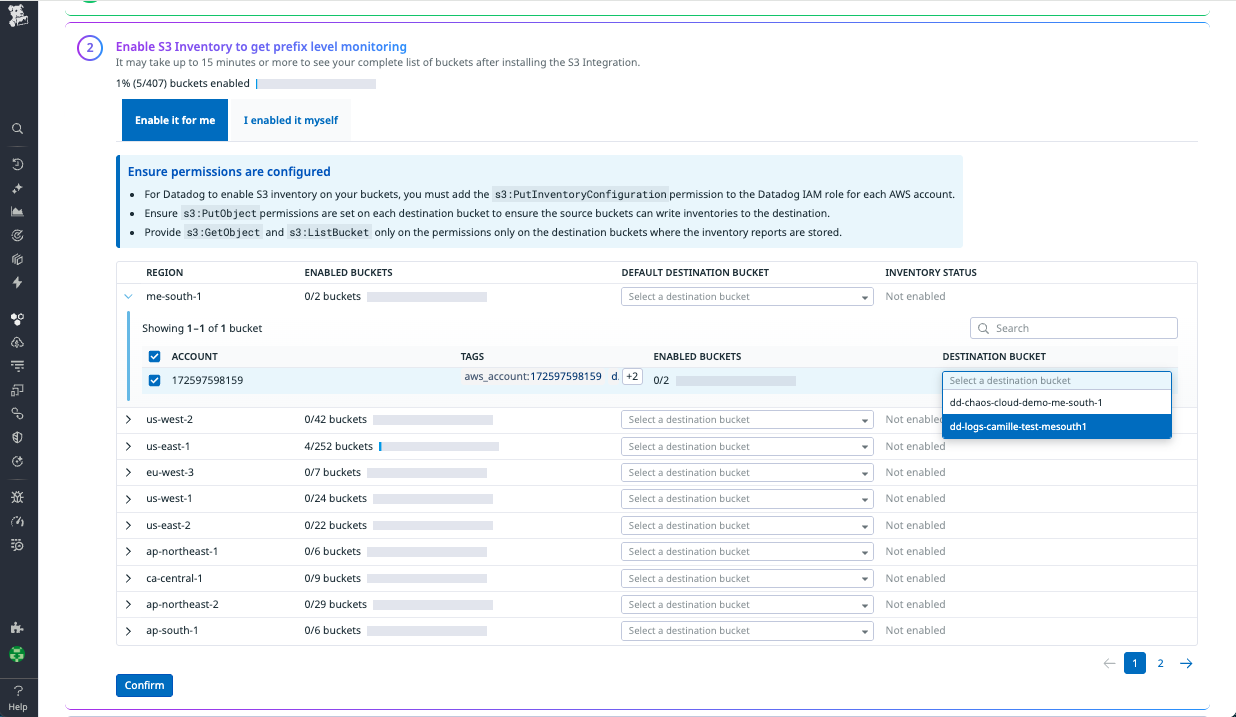 2
Enable S3 Inventory to get prefix level monitoring
It may take up to 15 minutes or more to see your complete list of buckets after installing the S3 Integration.
1% (5/407) buckets enabled
Enable it for me I enabled it myself
Ensure permissions are configured
• For Datadog to enable S3 inventory on your buckets, you must add the s3:PutInventoryConfiguration permission to the Datadog IAM role for each AWS account.
• Ensure s3:PutObject permissions are set on each destination bucket to ensure the source buckets can write inventories to the destination.
• Provide s3:GetObject and s3:ListBucket only on the permissions only on the destination buckets where the inventory reports are stored.
REGION ENABLED BUCKETS DEFAULT DESTINATION BUCKET INVENTORY STATUS
me-south-1 0/2 buckets Select a destination bucket Not enabled
Showing 1–1 of 1 bucket Search
ACCOUNT TAGS ENABLED BUCKETS DESTINATION BUCKET
172597598159 aws_account:172597598159 d. +2 0/2 Select a destination bucket
dd-chaos-cloud-demo-me-south-1
dd-logs-camille-test-mesouth1
us-west-2 0/42 buckets Select a destination bucket Not enabled
us-east-1 4/252 buckets Select a destination bucket Not enabled
eu-west-3 0/7 buckets Select a destination bucket Not enabled
us-west-1 0/24 buckets Select a destination bucket Not enabled
us-east-2 0/22 buckets Select a destination bucket Not enabled
ap-northeast-1 0/6 buckets Select a destination bucket Not enabled
ca-central-1 0/9 buckets Select a destination bucket Not enabled
ap-northeast-2 0/29 buckets Select a destination bucket Not enabled
ap-south-1 0/6 buckets Select a destination bucket Not enabled
1 2
Confirm
Help